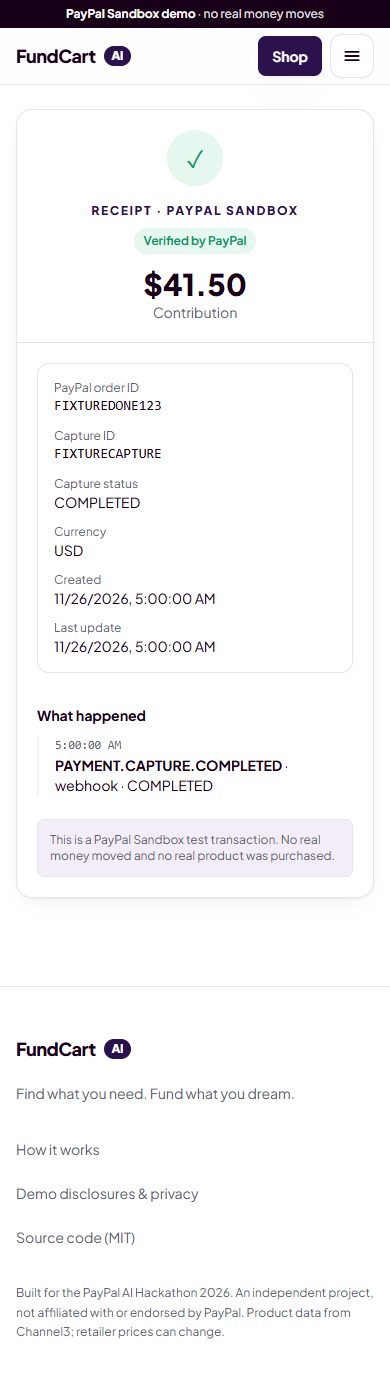 PayPal Sandbox demo · no real money moves
FundCart AI
Shop
RECEIPT · PAYPAL SANDBOX
Verified by PayPal
$41.50
Contribution
PayPal order ID
FIXTUREDONE123
Capture ID
FIXTURECAPTURE
Capture status
COMPLETED
Currency
USD
Created
11/26/2026, 5:00:00 AM
Last update
11/26/2026, 5:00:00 AM
What happened
5:00:00 AM
PAYMENT.CAPTURE.COMPLETED ·
webhook · COMPLETED
This is a PayPal Sandbox test transaction. No real
money moved and no real product was purchased.
FundCart AI
Find what you need. Fund what you dream.
How it works
Demo disclosures & privacy
Source code (MIT)
Built for the PayPal AI Hackathon 2026. An independent project,
not affiliated with or endorsed by PayPal. Product data from
Channel3; retailer prices can change.